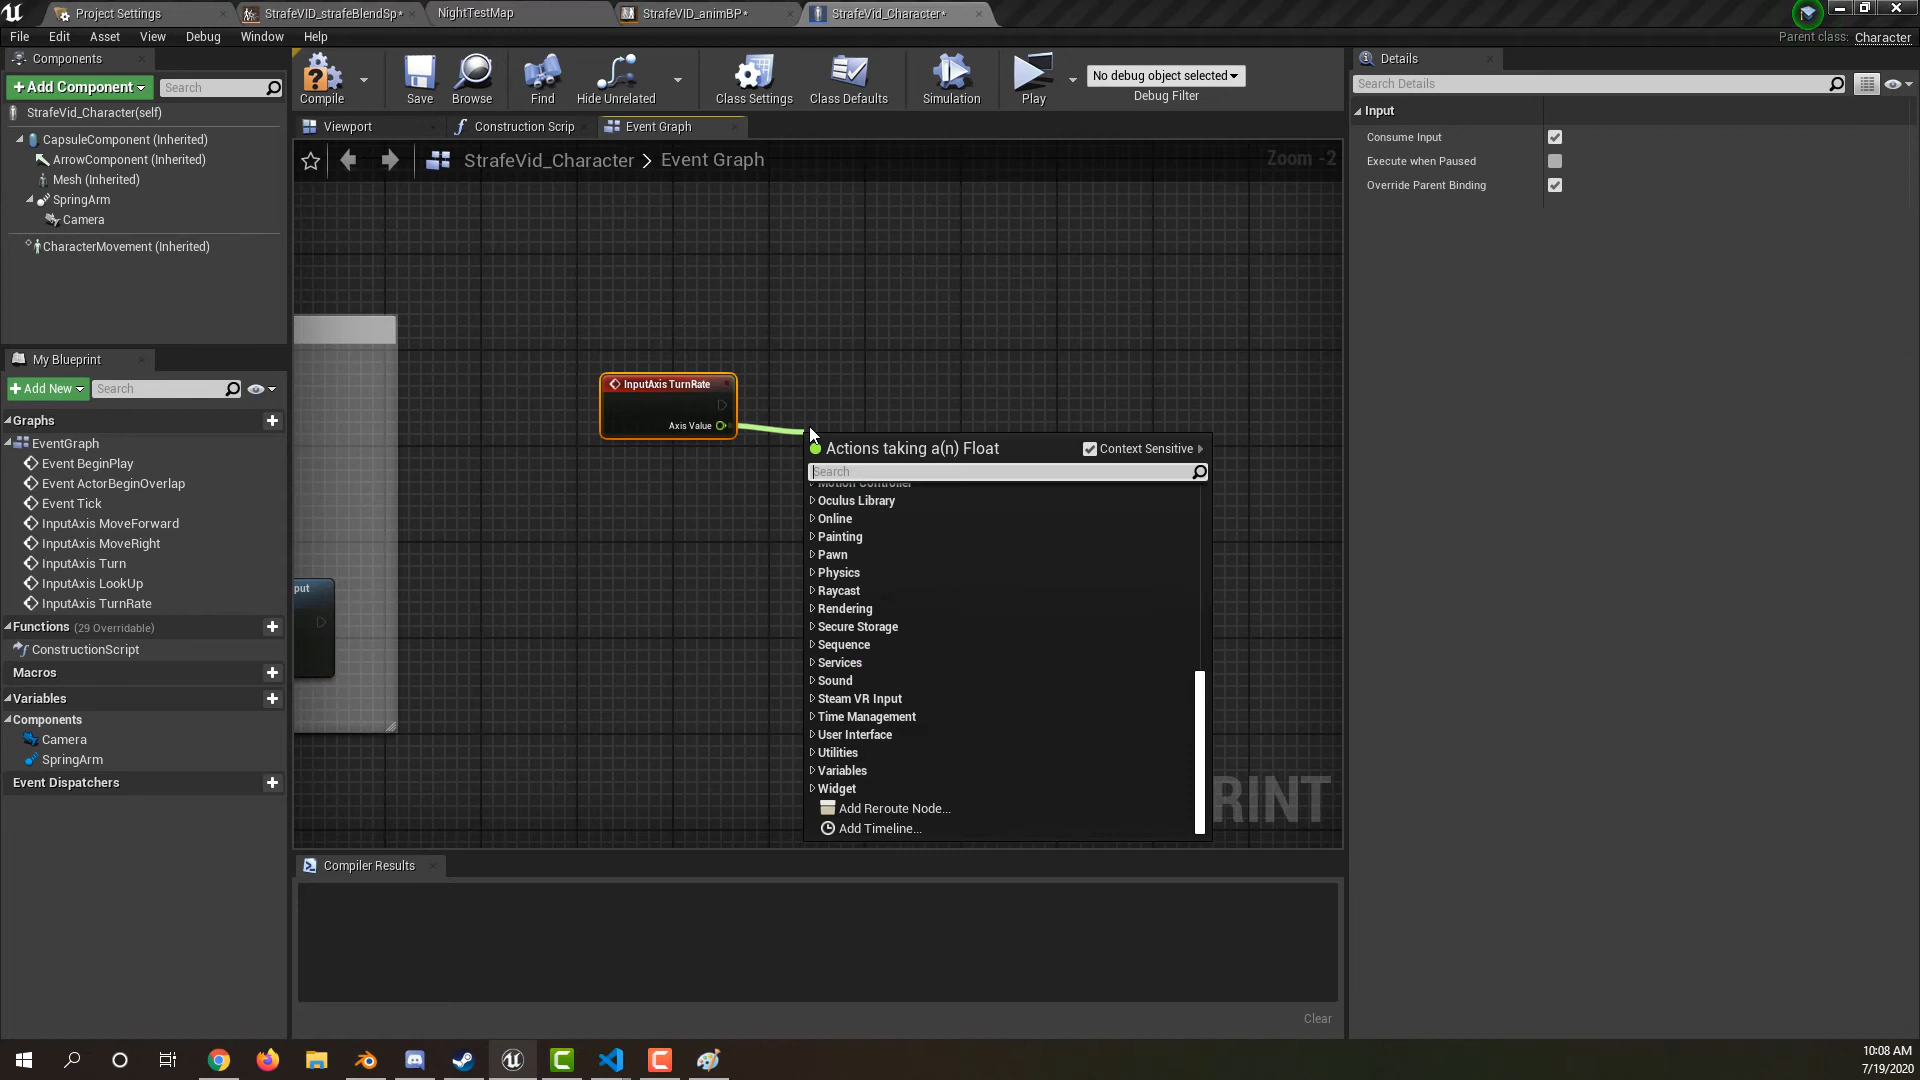 Project Settings
StrafeVID_strafeBlendSp*
NightTestMap
StrafeVID_animBP*
StrafeVid_Character*
File Edit Asset View Debug Window Help
Parent class: Character
Components
+Add Component
Search
StrafeVid_Character(self)
CapsuleComponent (Inherited)
ArrowComponent (Inherited)
Mesh (Inherited)
SpringArm
Camera
CharacterMovement (Inherited)
Compile
Save
Browse
Find
Hide Unrelated
Class Settings
Class Defaults
Simulation
Play
No debug object selected
Debug Filter
Viewport
Construction Scrip
Event Graph
StrafeVid_Character > Event Graph
Zoom -2
InputAxis TurnRate
Axis Value
put
Actions taking a(n) Float
Context Sensitive
Search
Motion Controller
Oculus Library
Online
Painting
Pawn
Physics
Raycast
Rendering
Secure Storage
Sequence
Services
Sound
Steam VR Input
Time Management
User Interface
Utilities
Variables
Widget
Add Reroute Node...
Add Timeline...
RINT
My Blueprint
+Add New
Search
Graphs
EventGraph
Event BeginPlay
Event ActorBeginOverlap
Event Tick
InputAxis MoveForward
InputAxis MoveRight
InputAxis Turn
InputAxis LookUp
InputAxis TurnRate
Functions (29 Overridable)
ConstructionScript
Macros
Variables
Components
Camera
SpringArm
Event Dispatchers
Compiler Results
Clear
Details
Search Details
Input
Consume Input
Execute when Paused
Override Parent Binding
10:08 AM
7/19/2020